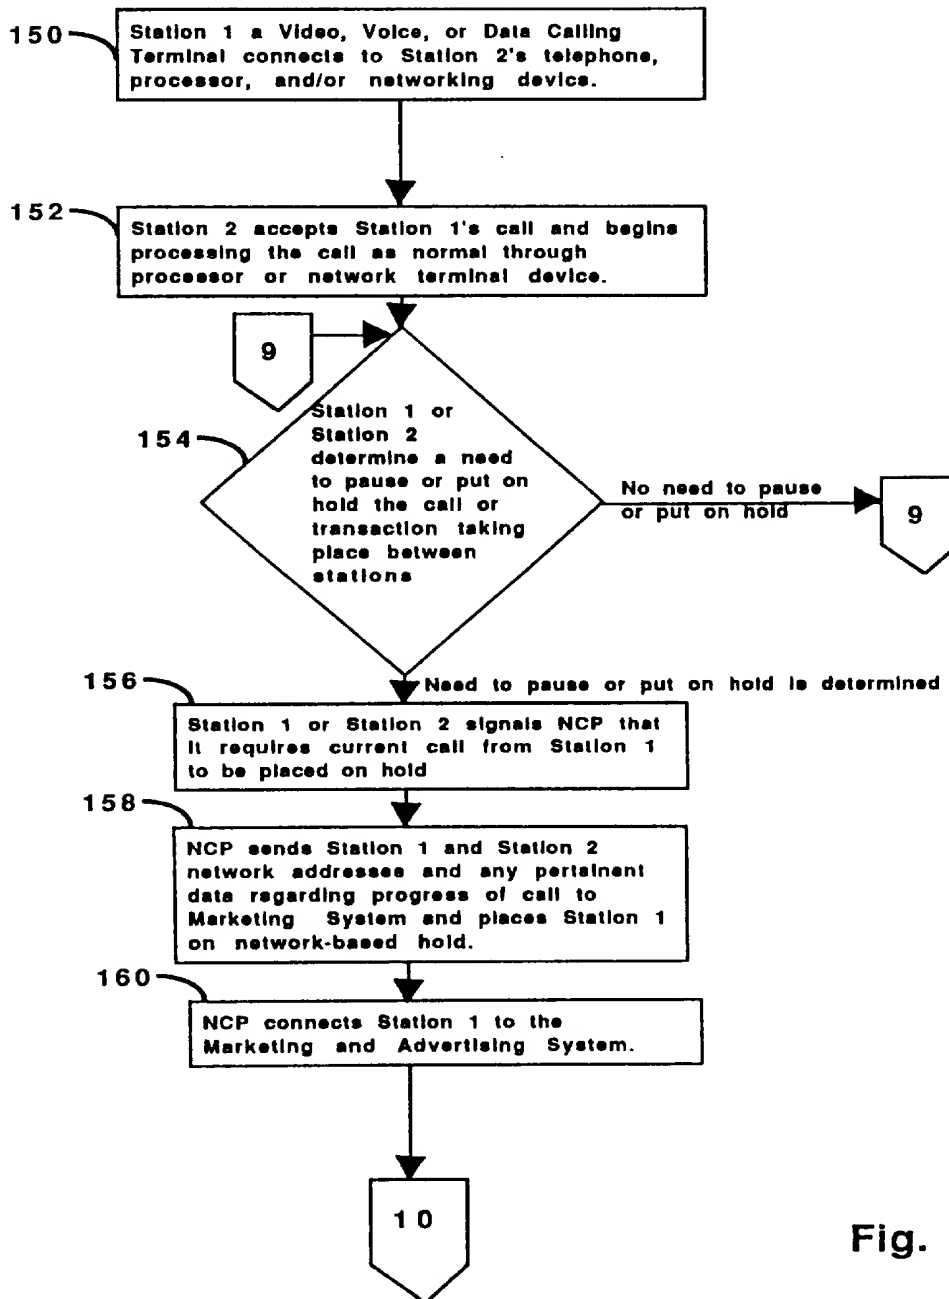 150
Station 1 a Video, Voice, or Data Calling
Terminal connects to Station 2's telephone,
processor, and/or networking device.
152
Station 2 accepts Station 1's call and begins
processing the call as normal through
processor or network terminal device.
9
154
Station 1 or
Station 2
determine a need
to pause or put on
hold the call or
transaction taking
place between
stations
No need to pause
or put on hold
9
Need to pause or put on hold is determined
156
Station 1 or Station 2 signals NCP that
it requires current call from Station 1
to be placed on hold
158
NCP sends Station 1 and Station 2
network addresses and any pertainent
data regarding progress of call to
Marketing System and places Station 1
on network-based hold.
160
NCP connects Station 1 to the
Marketing and Advertising System.
10
Fig.